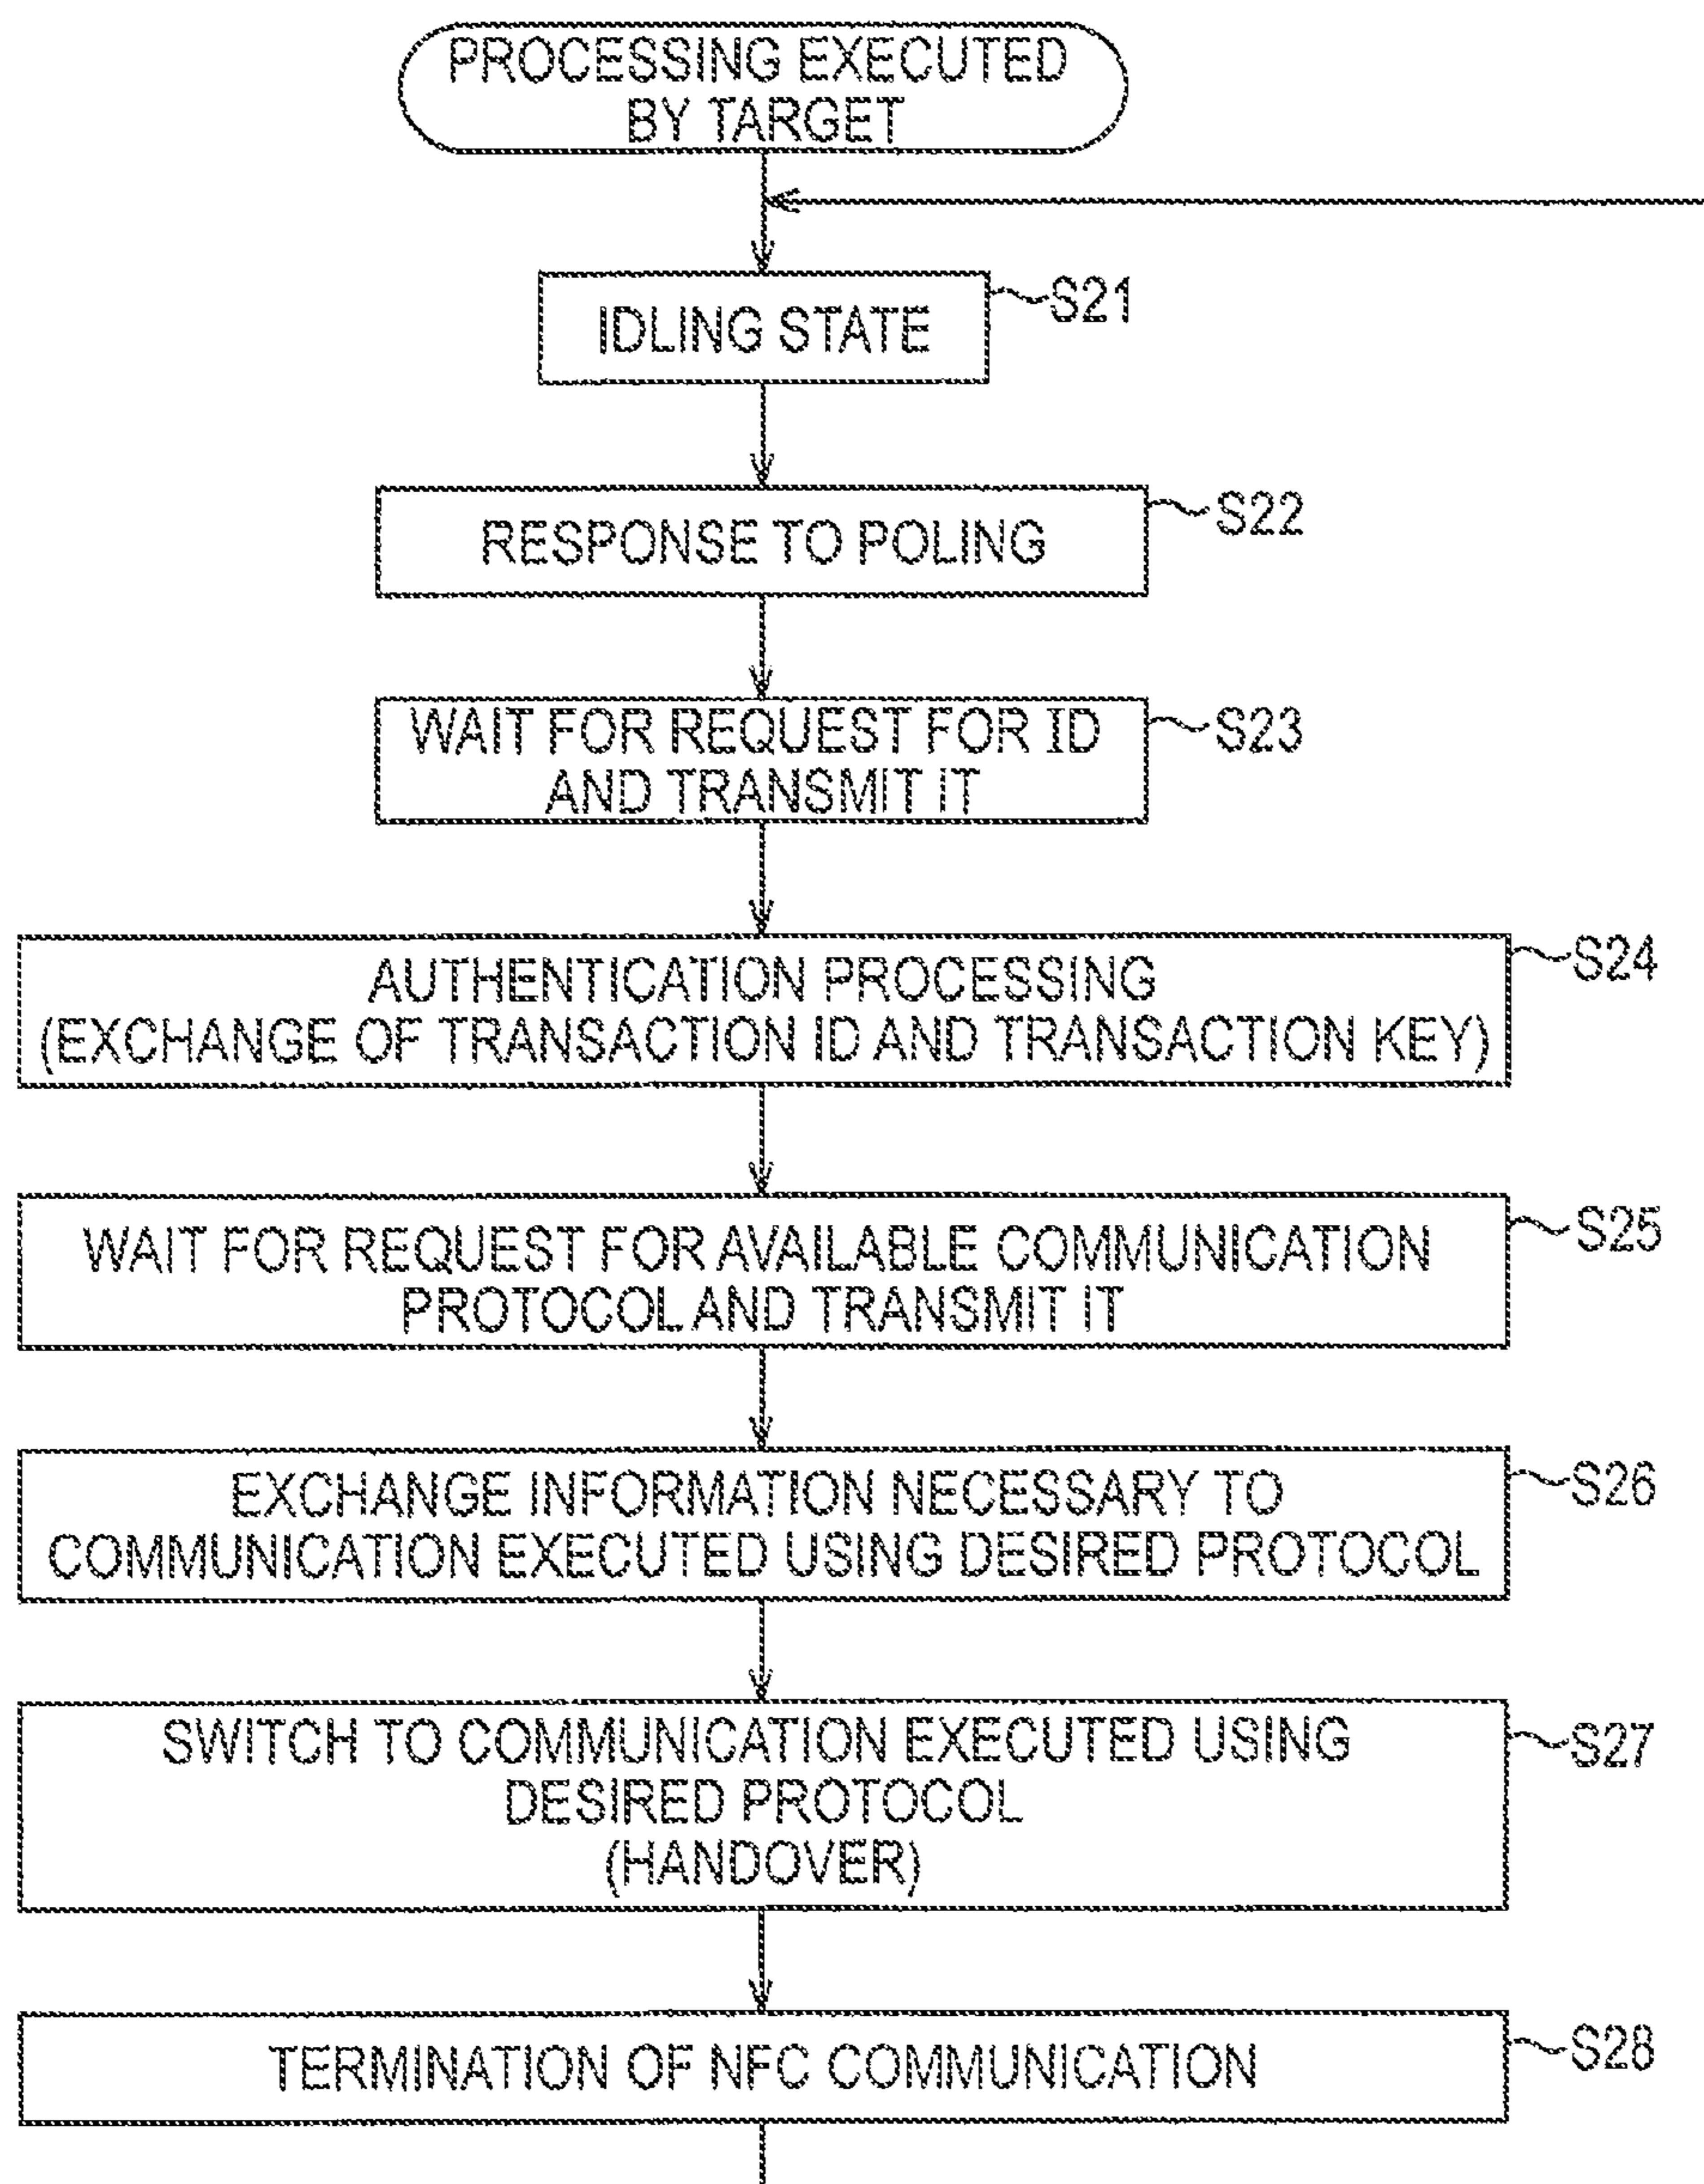 PROCESSING EXECUTED
BY TARGET
IDLING STATE
S21
RESPONSE TO POLING
S22
WAIT FOR REQUEST FOR ID
AND TRANSMIT IT
S23
AUTHENTICATION PROCESSING
(EXCHANGE OF TRANSACTION ID AND TRANSACTION KEY)
S24
WAIT FOR REQUEST FOR AVAILABLE COMMUNICATION
PROTOCOL AND TRANSMIT IT
S25
EXCHANGE INFORMATION NECESSARY TO
COMMUNICATION EXECUTED USING DESIRED PROTOCOL
S26
SWITCH TO COMMUNICATION EXECUTED USING
DESIRED PROTOCOL
(HANDOVER)
S27
TERMINATION OF NFC COMMUNICATION
S28